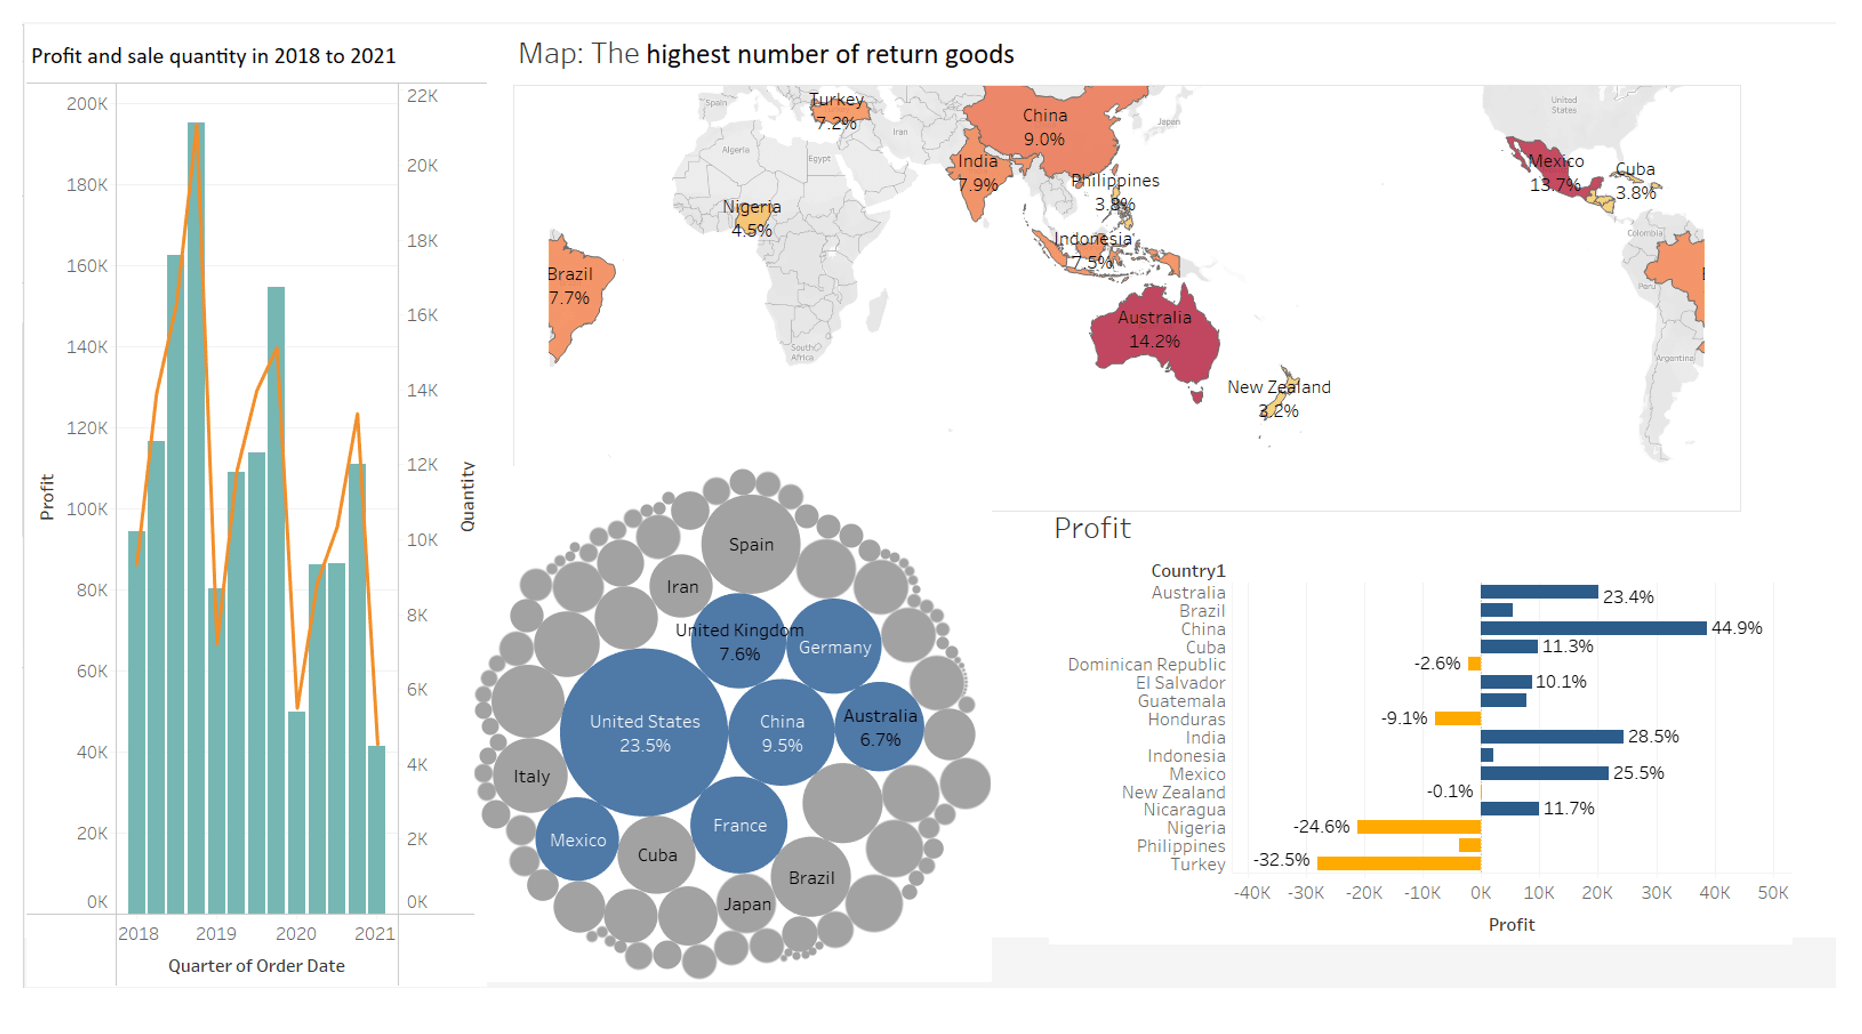 Profit and sale quantity in 2018 to 2021
200K
180K
160K
140K
120K
100K
80K
60K
40K
20K
0K
Profit
22K
20K
18K
16K
14K
12K
10K
8K
6K
4K
2K
0K
Quantity
2018 2019 2020 2021
Quarter of Order Date
Map: The highest number of return goods
Spain
Turkey
7.2%
Iran
Algeria
Egypt
China
9.0%
Japan
India
7.9%
Philippines
3.8%
Nigeria
4.5%
Indonesia
7.5%
Brazil
7.7%
South
Africa
Australia
14.2%
New Zealand
3.2%
United
States
Mexico
13.7%
Cuba
3.8%
Colombia
Peru
Argentina
Spain
Iran
United Kingdom
7.6%
Germany
United States
23.5%
China
9.5%
Australia
6.7%
Italy
Mexico
France
Cuba
Brazil
Japan
Profit
Country1
Australia 23.4%
Brazil
China 44.9%
Cuba 11.3%
Dominican Republic -2.6%
El Salvador 10.1%
Guatemala
Honduras -9.1%
India 28.5%
Indonesia
Mexico 25.5%
New Zealand -0.1%
Nicaragua 11.7%
Nigeria -24.6%
Philippines
Turkey -32.5%
-40K -30K -20K -10K 0K 10K 20K 30K 40K 50K
Profit